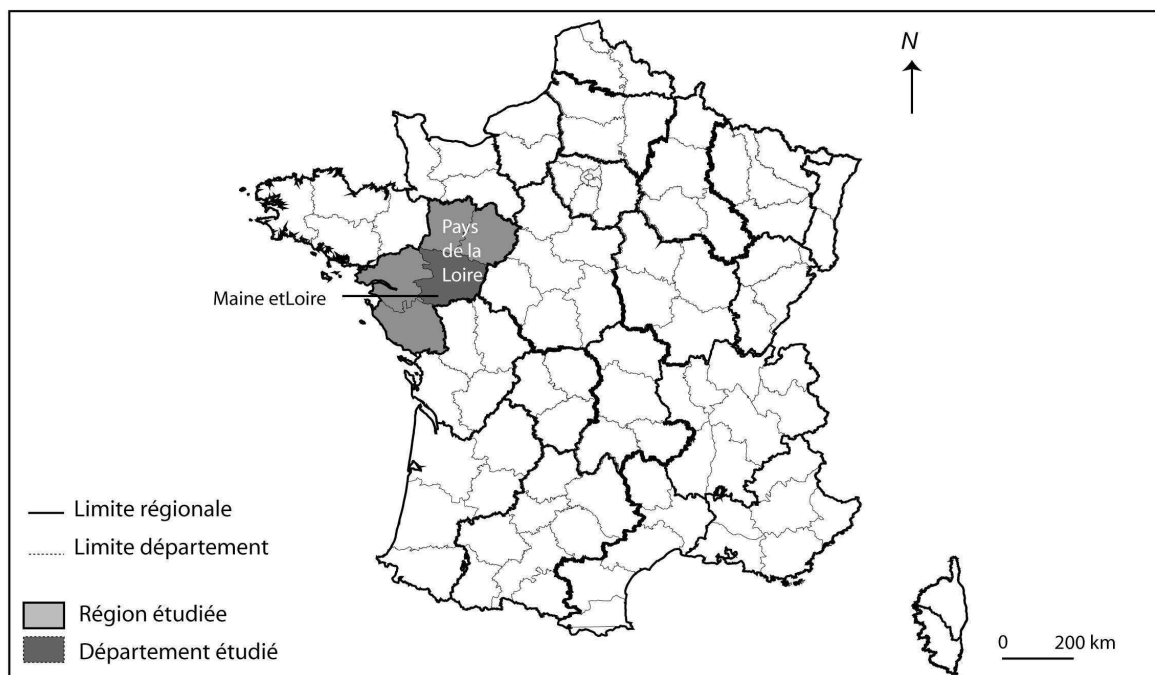 N
Pays
de la
Loire
Maine etLoire
Limite régionale
Limite département
Région étudiée
Département étudié
0 200 km